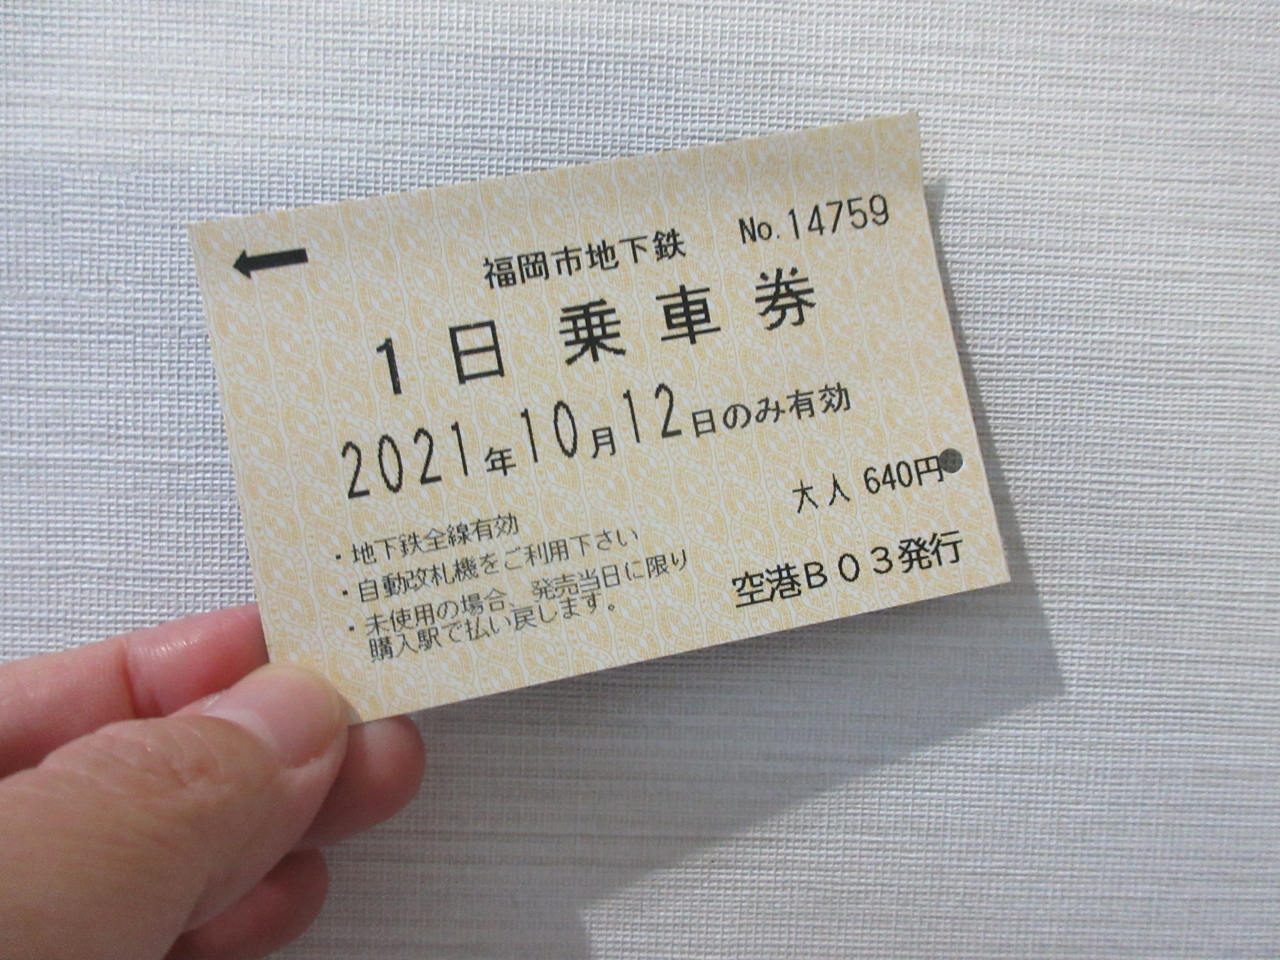 福岡市地下鉄 No.14759
1日乗車券
2021年10月12日のみ有効
大人 640円
・地下鉄全線有効
・自動改札機をご利用下さい
・未使用の場合、発売当日に限り
購入駅で払い戻します。
空港B03発行